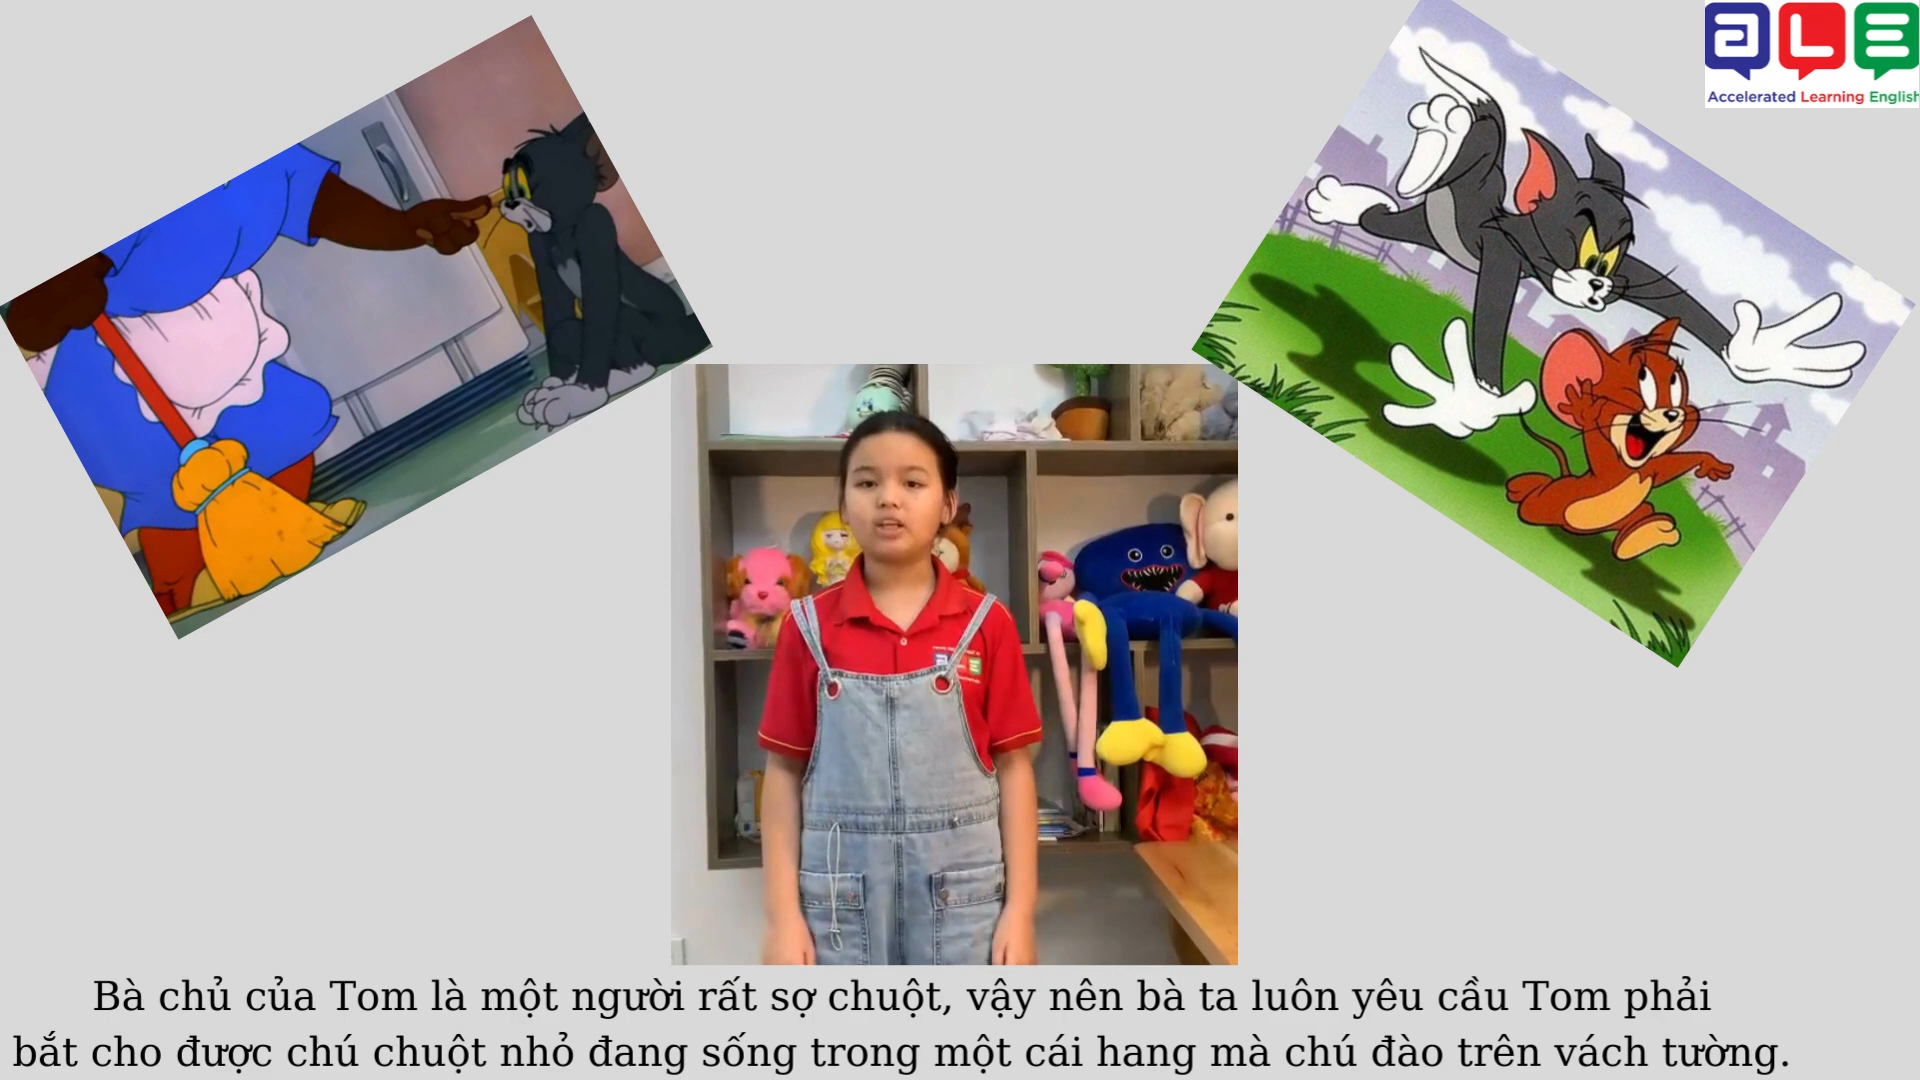 ALE
Accelerated Learning English
Bà chủ của Tom là một người rất sợ chuột, vậy nên bà ta luôn yêu cầu Tom phải
bắt cho được chú chuột nhỏ đang sống trong một cái hang mà chú đào trên vách tường.